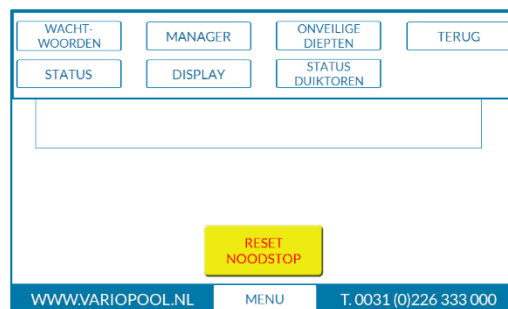 WACHT-
WOORDEN
MANAGER
ONVEILIGE
DIEPTEN
TERUG
STATUS
DISPLAY
STATUS
DUIKTOREN
RESET
NOODSTOP
WWW.VARIOPOOL.NL
MENU
T. 0031 (0)226 333 000